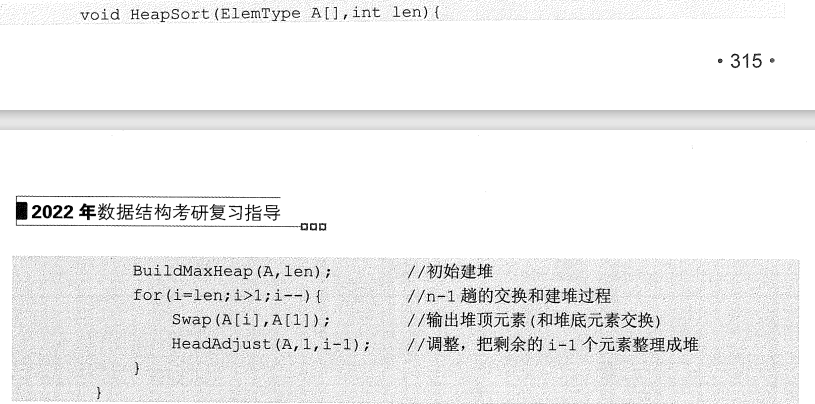 void HeapSort(ElemType A[],int len){
• 315 •
2022 年数据结构考研复习指导
BuildMaxHeap(A,len); //初始建堆
for(i=len;i>1;i--){ //n-1 趟的交换和建堆过程
Swap(A[i],A[1]); //输出堆顶元素(和堆底元素交换)
HeadAdjust(A,1,i-1); //调整，把剩余的 i-1 个元素整理成堆
}
}